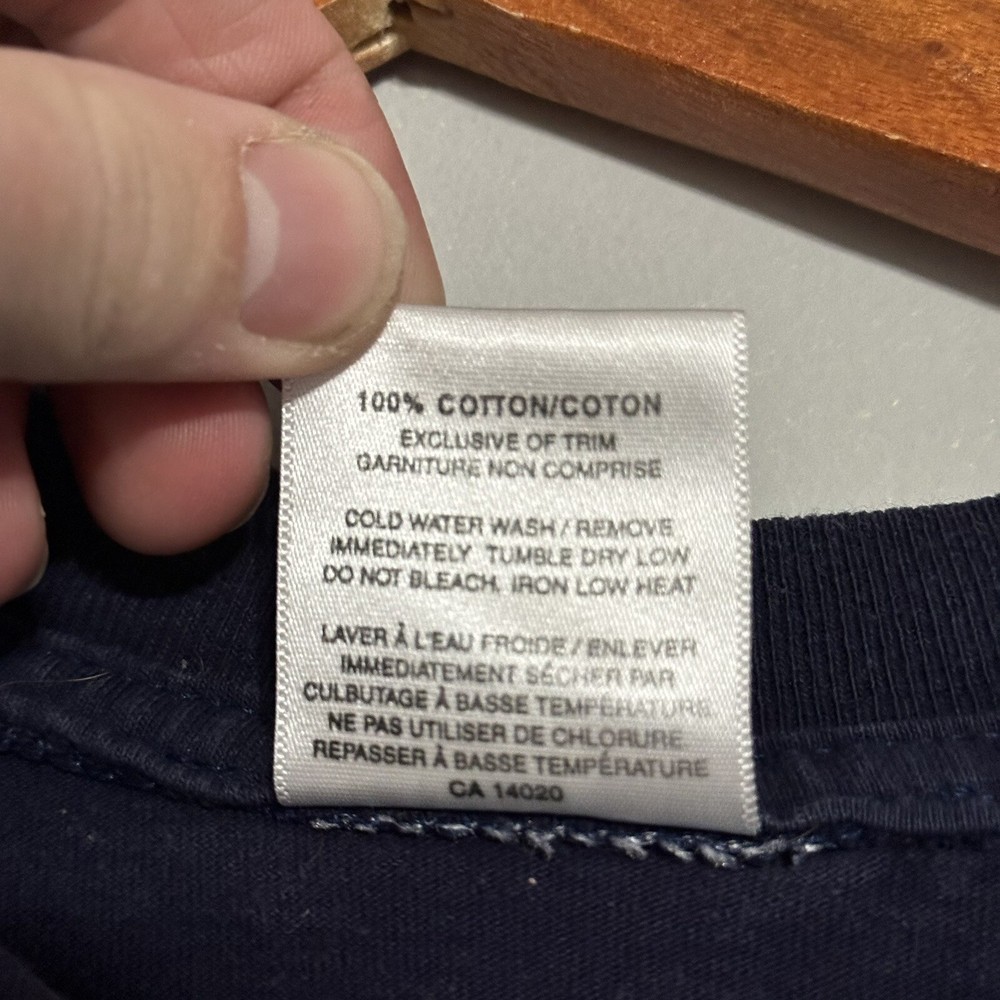 100% COTTON/COTON
EXCLUSIVE OF TRIM
GARNITURE NON COMPRISE
COLD WATER WASH / REMOVE
IMMEDIATELY TUMBLE DRY LOW
DO NOT BLEACH. IRON LOW HEAT
LAVER À L'EAU FROIDE / ENLEVER
IMMEDIATEMENT SÉCHER PAR
CULBUTAGE À BASSE TEMPÉRATURE
NE PAS UTILISER DE CHLORURE
REPASSER À BASSE TEMPÉRATURE
CA 14020